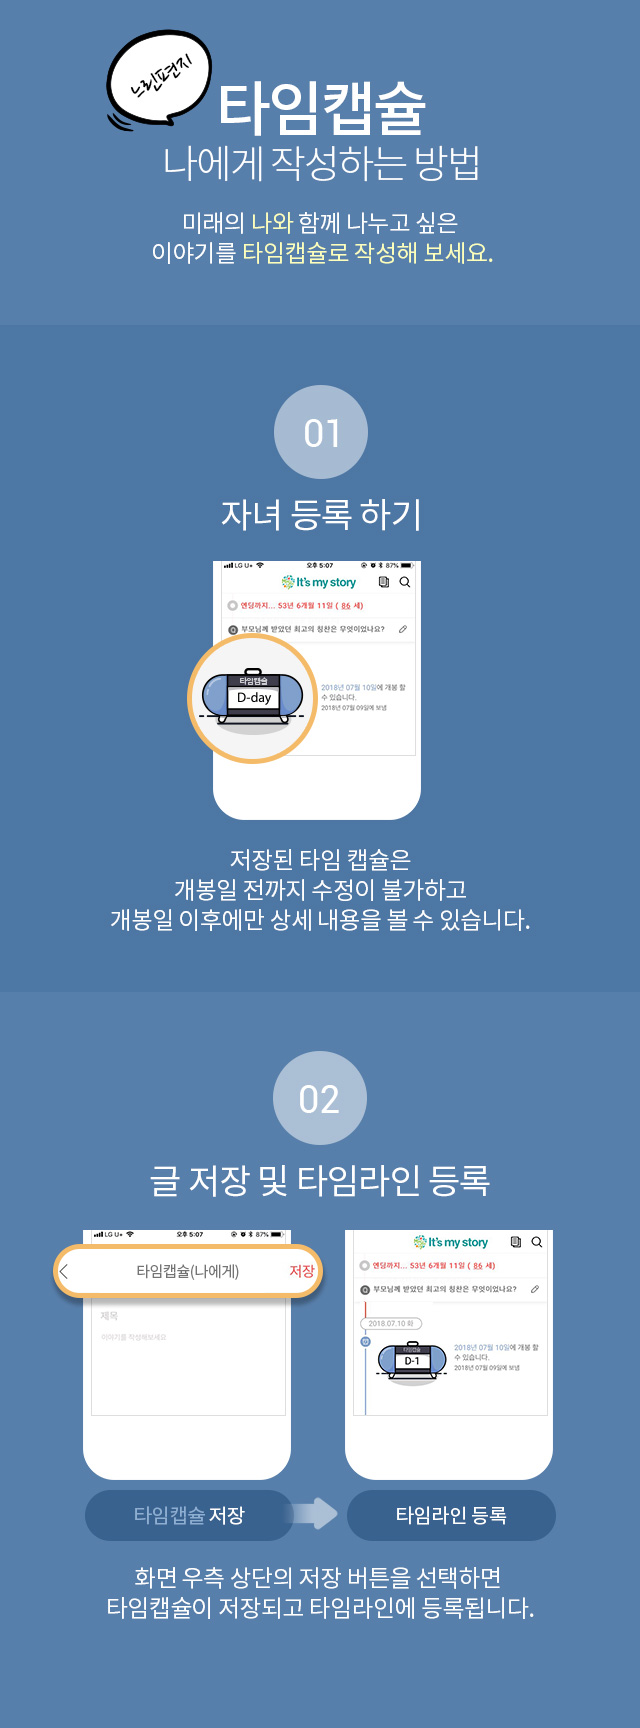 느린편지
타임캡슐
나에게 작성하는 방법
미래의 나와 함께 나누고 싶은
이야기를 타임캡슐로 작성해 보세요.
01
자녀 등록 하기
LG U+ 오후 5:07 87%
It's my story
엔딩까지... 53년 6개월 11일 ( 86 세)
Q 부모님께 받았던 최고의 칭찬은 무엇이었나요?
타임캡슐
D-day
2018년 07월 10일에 개봉 할
수 있습니다.
2018년 07월 09일에 보냄
저장된 타임 캡슐은
개봉일 전까지 수정이 불가하고
개봉일 이후에만 상세 내용을 볼 수 있습니다.
02
글 저장 및 타임라인 등록
LG U+ 오후 5:07 87%
타임캡슐(나에게) 저장
제목
이야기를 작성해보세요
It's my story
엔딩까지... 53년 6개월 11일 ( 86 세)
Q 부모님께 받았던 최고의 칭찬은 무엇이었나요?
2018.07.10 화
타임캡슐
D-1
2018년 07월 10일에 개봉 할
수 있습니다.
2018년 07월 09일에 보냄
타임캡슐 저장
타임라인 등록
화면 우측 상단의 저장 버튼을 선택하면
타임캡슐이 저장되고 타임라인에 등록됩니다.